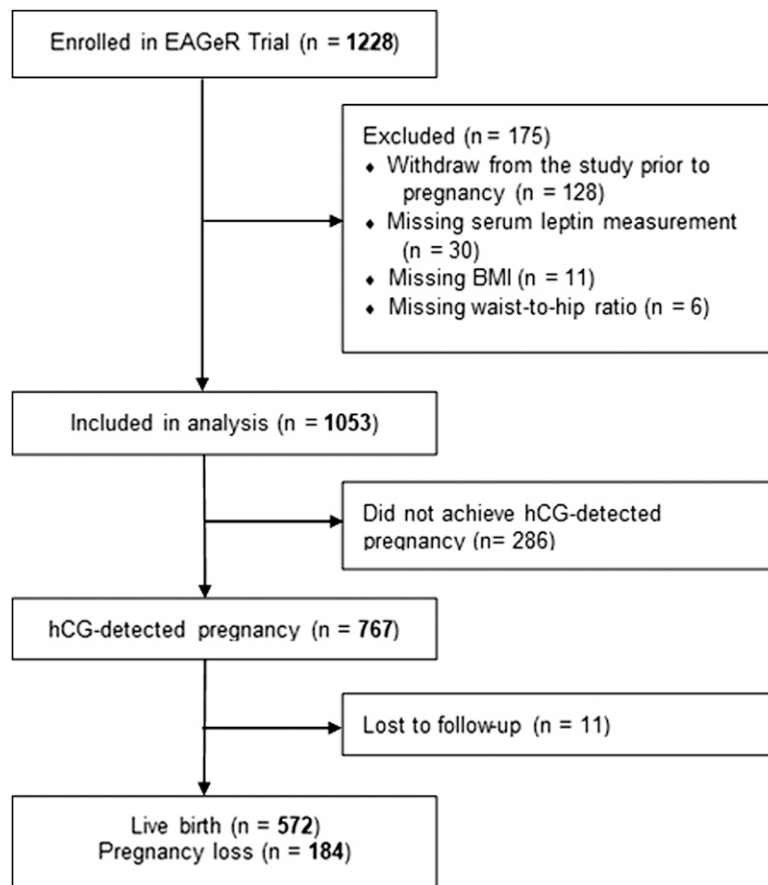 Enrolled in EAGeR Trial (n = 1228)
Excluded (n = 175)
♦ Withdraw from the study prior to
pregnancy (n = 128)
♦ Missing serum leptin measurement
(n = 30)
♦ Missing BMI (n = 11)
♦ Missing waist-to-hip ratio (n = 6)
Included in analysis (n = 1053)
Did not achieve hCG-detected
pregnancy (n= 286)
hCG-detected pregnancy (n = 767)
Lost to follow-up (n = 11)
Live birth (n = 572)
Pregnancy loss (n = 184)